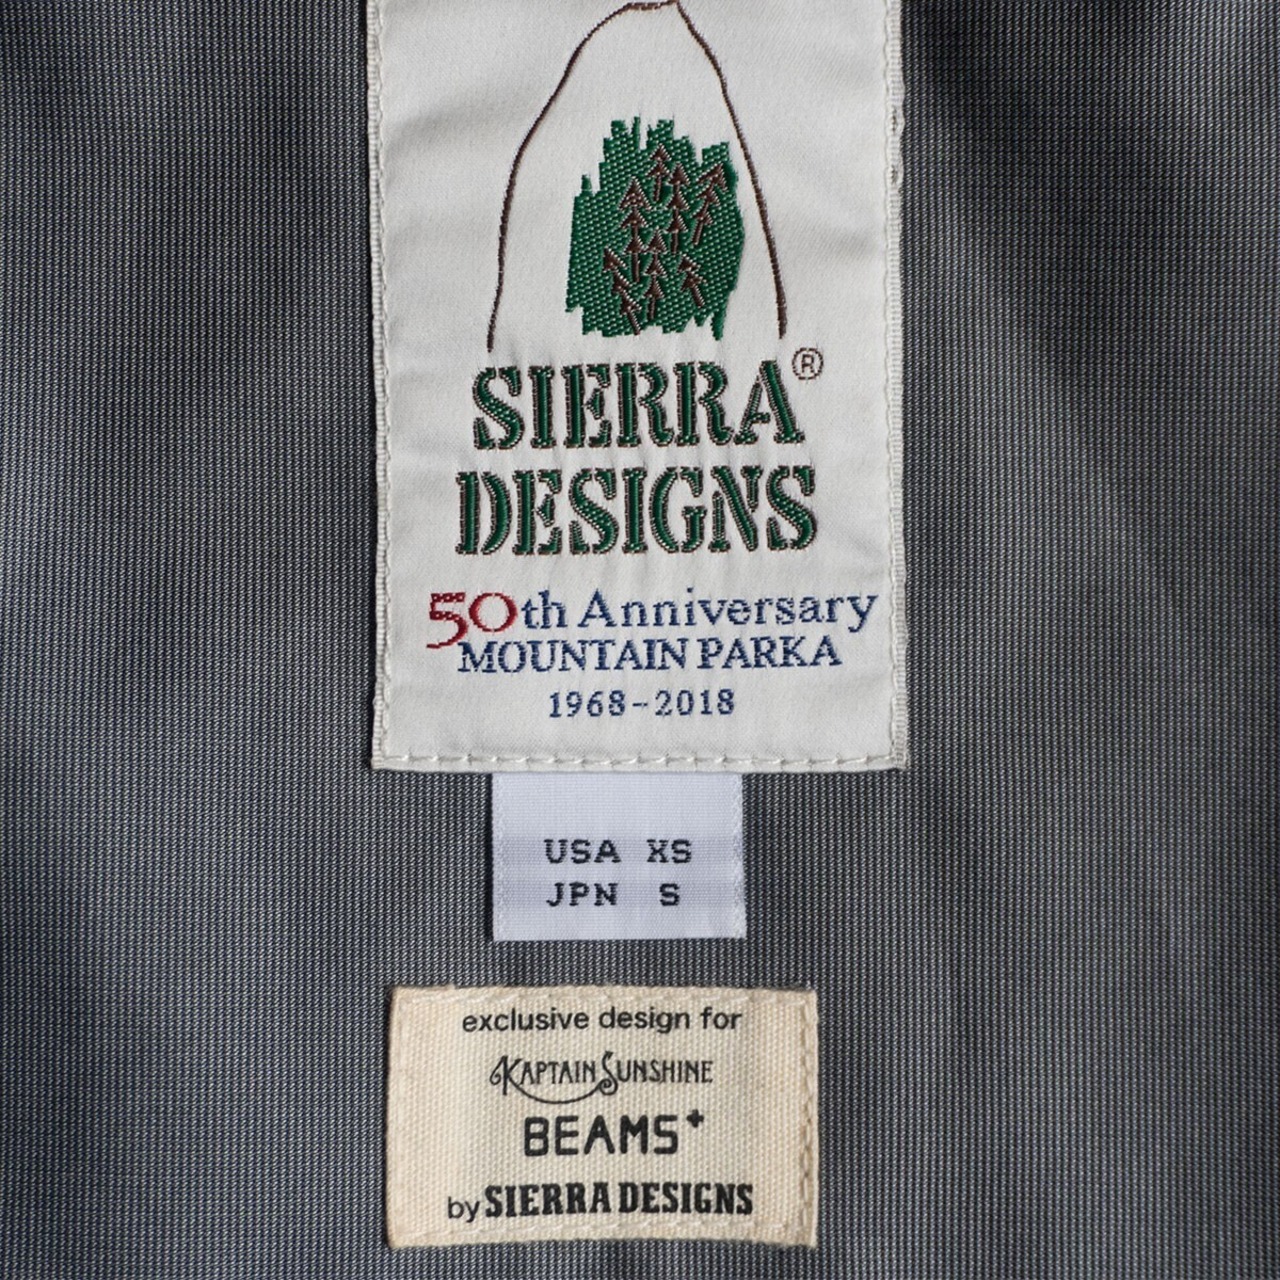 SIERRA®
DESIGNS
50th Anniversary
MOUNTAIN PARKA
1968-2018
USA XS
JPN S
exclusive design for
KAPTAIN SUNSHINE
BEAMS+
by SIERRA DESIGNS